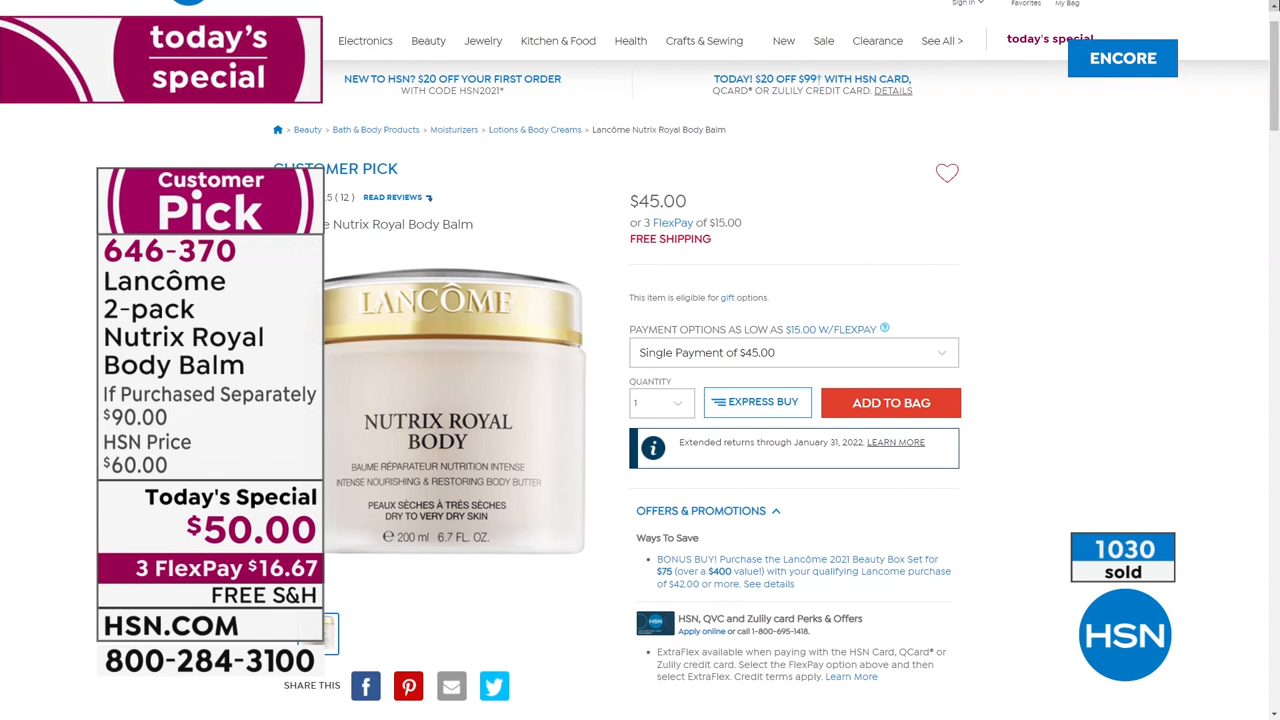 Sign In
Favorites
My Bag
today's
special
Electronics
Beauty
Jewelry
Kitchen & Food
Health
Crafts & Sewing
New
Sale
Clearance
See All >
today's special
ENCORE
NEW TO HSN? $20 OFF YOUR FIRST ORDER
WITH CODE HSN2021*
TODAY! $20 OFF $99† WITH HSN CARD,
QCARD® OR ZULILY CREDIT CARD. DETAILS
> Beauty > Bath & Body Products > Moisturizers > Lotions & Body Creams > Lancôme Nutrix Royal Body Balm
CUSTOMER PICK
.5 ( 12 ) READ REVIEWS
e Nutrix Royal Body Balm
Customer
Pick
646-370
Lancôme
2-pack
Nutrix Royal
Body Balm
If Purchased Separately
$90.00
HSN Price
$60.00
Today's Special
$50.00
3 FlexPay $16.67
FREE S&H
HSN.COM
800-284-3100
LANCÔME
NUTRIX ROYAL
BODY
BAUME RÉPARATEUR NUTRITION INTENSE
INTENSE NOURISHING & RESTORING BODY BUTTER
PEAUX SÈCHES À TRÈS SÈCHES
DRY TO VERY DRY SKIN
℮ 200 ml 6.7 FL. OZ.
SHARE THIS
$45.00
or 3 FlexPay of $15.00
FREE SHIPPING
This item is eligible for gift options.
PAYMENT OPTIONS AS LOW AS $15.00 W/FLEXPAY
Single Payment of $45.00
QUANTITY
1
EXPRESS BUY
ADD TO BAG
Extended returns through January 31, 2022. LEARN MORE
OFFERS & PROMOTIONS
Ways To Save
• BONUS BUY! Purchase the Lancôme 2021 Beauty Box Set for
$75 (over a $400 value!) with your qualifying Lancome purchase
of $42.00 or more. See details
HSN, QVC and Zulily card Perks & Offers
Apply online or call 1-800-695-1418.
• ExtraFlex available when paying with the HSN Card, QCard® or
Zulily credit card. Select the FlexPay option above and then
select ExtraFlex. Credit terms apply. Learn More
1030
sold
HSN